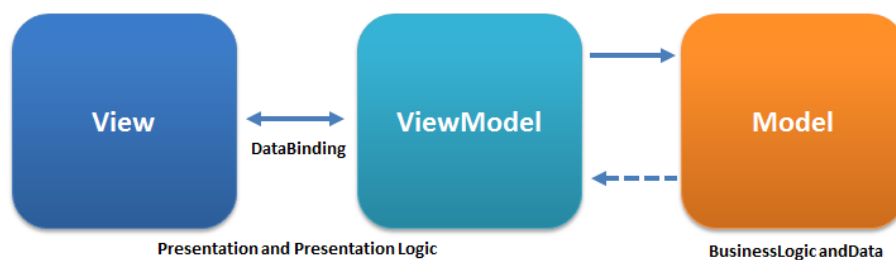 View
ViewModel
Model
DataBinding
Presentation and Presentation Logic
BusinessLogic andData